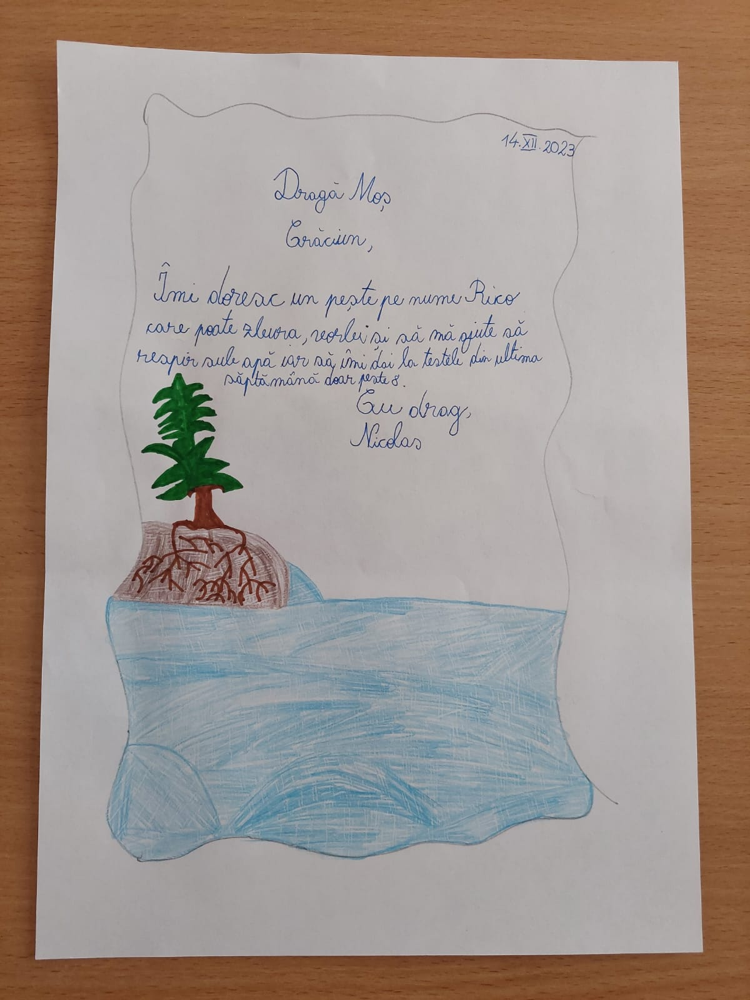 14.XII.2023
Dragă Moș
Crăciun,
Îmi doresc un pește pe nume Rico
care poate zbura, vorbi și să mă ajute să
respir sub apă iar să îmi dai la testele din ultima
săptămână doar peste 8.
Cu drag,
Nicolas